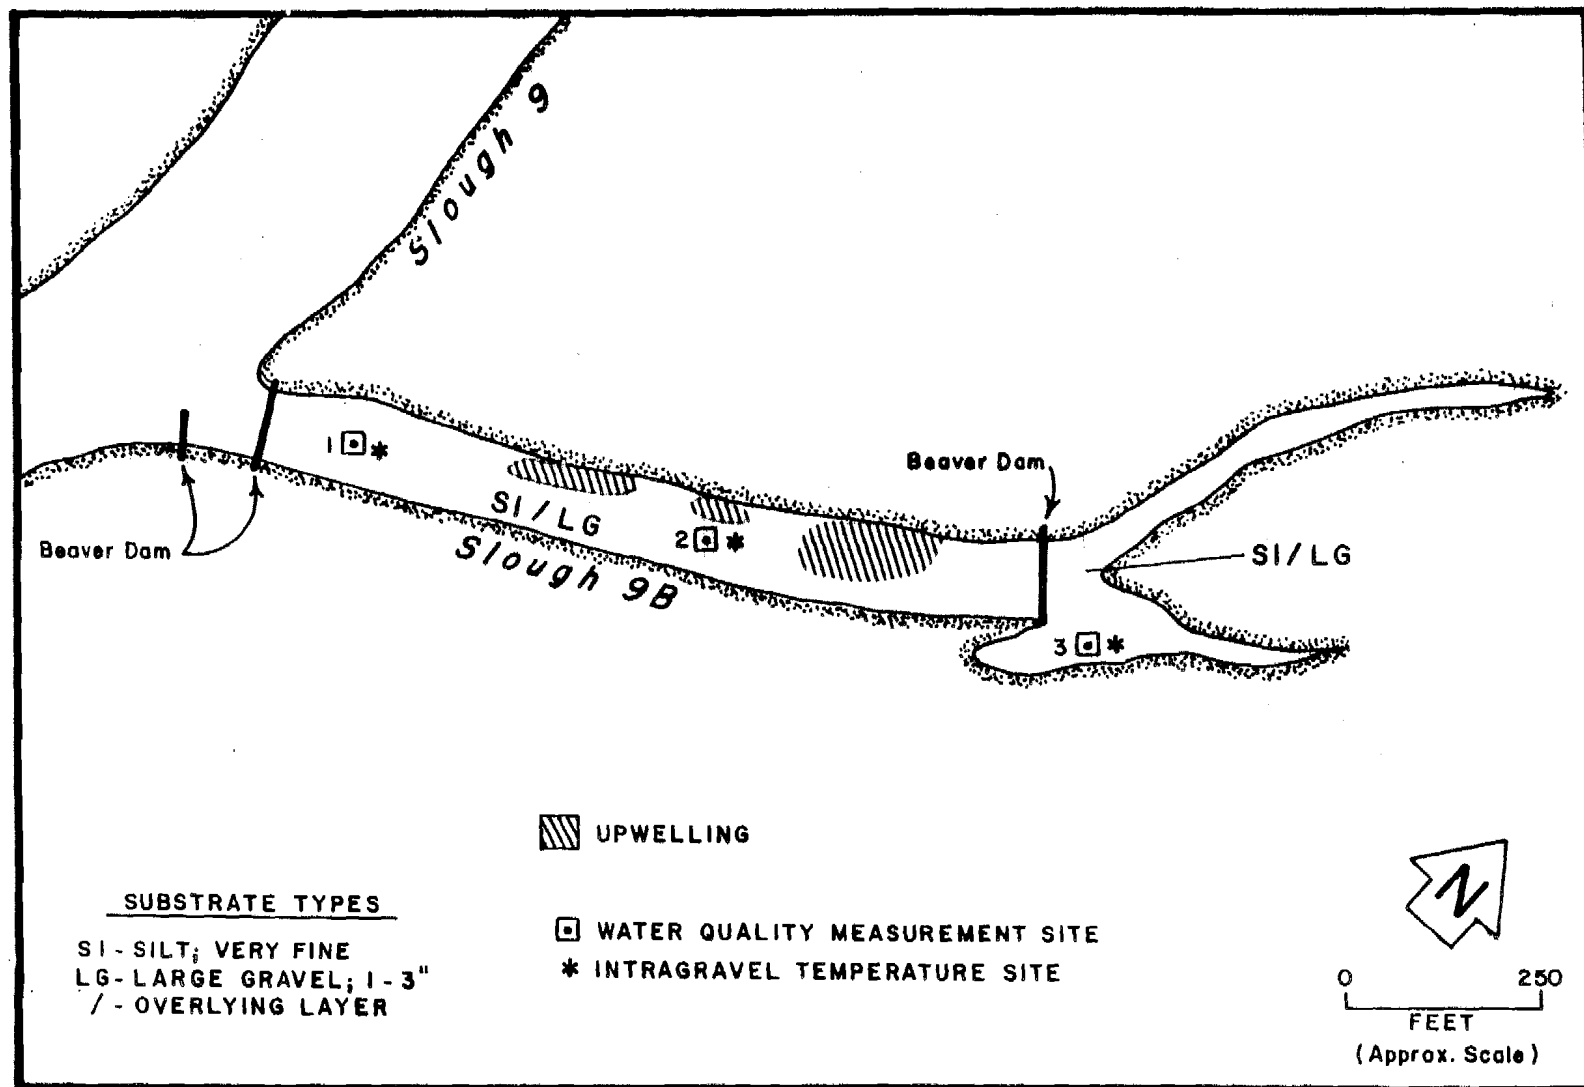 Slough 9
1
*
Beaver Dam
SI/LG
2
*
Slough 9B
Beaver Dam
SI/LG
3
*
UPWELLING
SUBSTRATE TYPES
SI - SILT; VERY FINE
LG- LARGE GRAVEL; 1 - 3"
/ - OVERLYING LAYER
WATER QUALITY MEASUREMENT SITE
* INTRAGRAVEL TEMPERATURE SITE
N
0 250
FEET
(Approx. Scale)